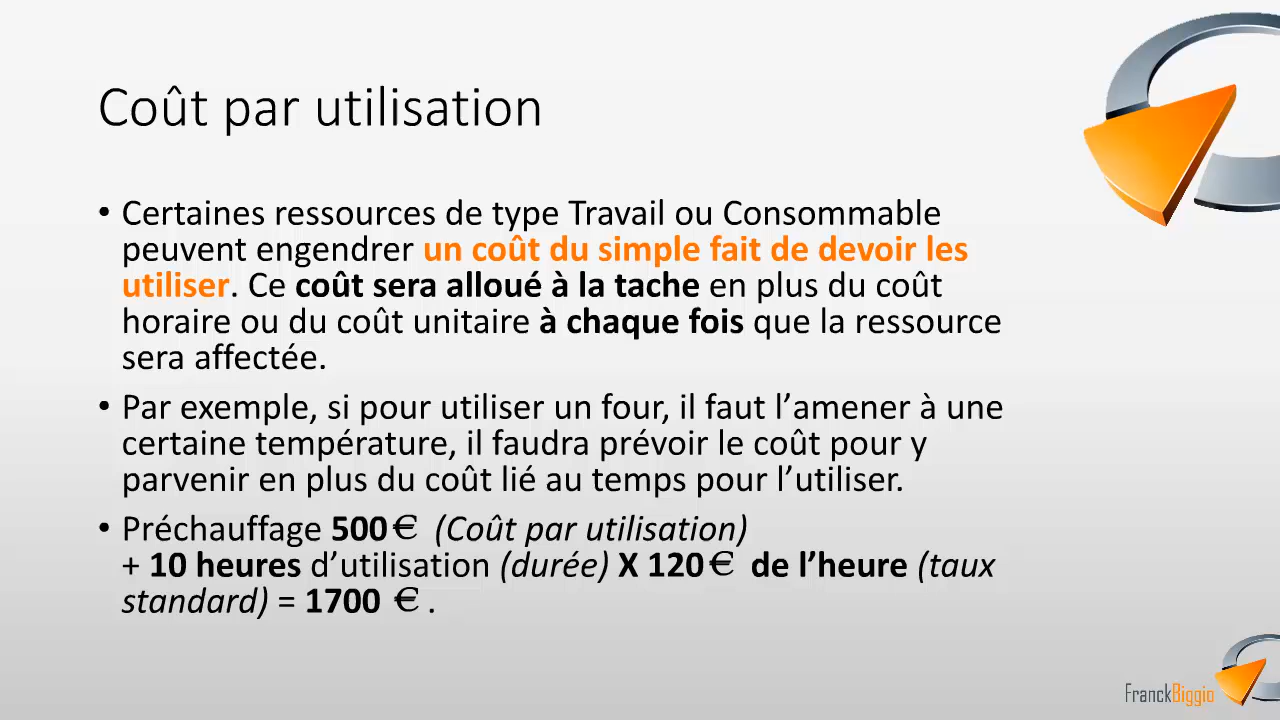 Coût par utilisation
• Certaines ressources de type Travail ou Consommable
peuvent engendrer un coût du simple fait de devoir les
utiliser. Ce coût sera alloué à la tache en plus du coût
horaire ou du coût unitaire à chaque fois que la ressource
sera affectée.
• Par exemple, si pour utiliser un four, il faut l’amener à une
certaine température, il faudra prévoir le coût pour y
parvenir en plus du coût lié au temps pour l’utiliser.
• Préchauffage 500€ (Coût par utilisation)
+ 10 heures d’utilisation (durée) X 120€ de l’heure (taux
standard) = 1700 €.
FranckBiggio